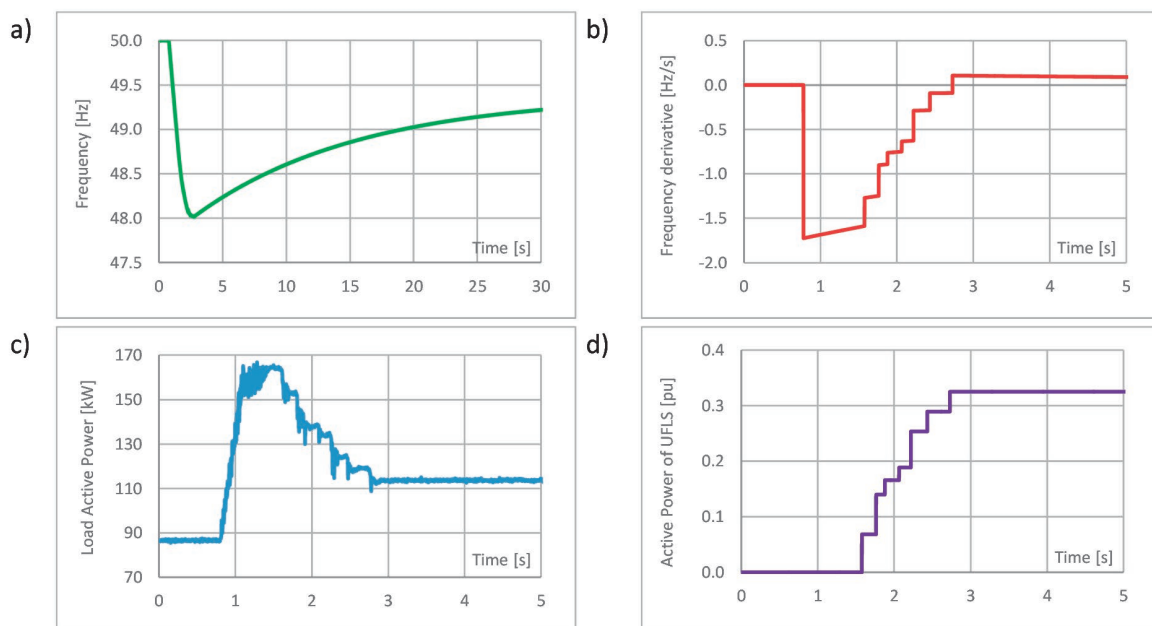 a)
Frequency [Hz]
50.0
49.5
49.0
48.5
48.0
47.5
0 5 10 15 20 25 30
Time [s]
b)
Frequency derivative [Hz/s]
0.5
0.0
-0.5
-1.0
-1.5
-2.0
0 1 2 3 4 5
Time [s]
c)
Load Active Power [kW]
170
150
130
110
90
70
0 1 2 3 4 5
Time [s]
d)
Active Power of UFLS [pu]
0.4
0.3
0.2
0.1
0.0
0 1 2 3 4 5
Time [s]